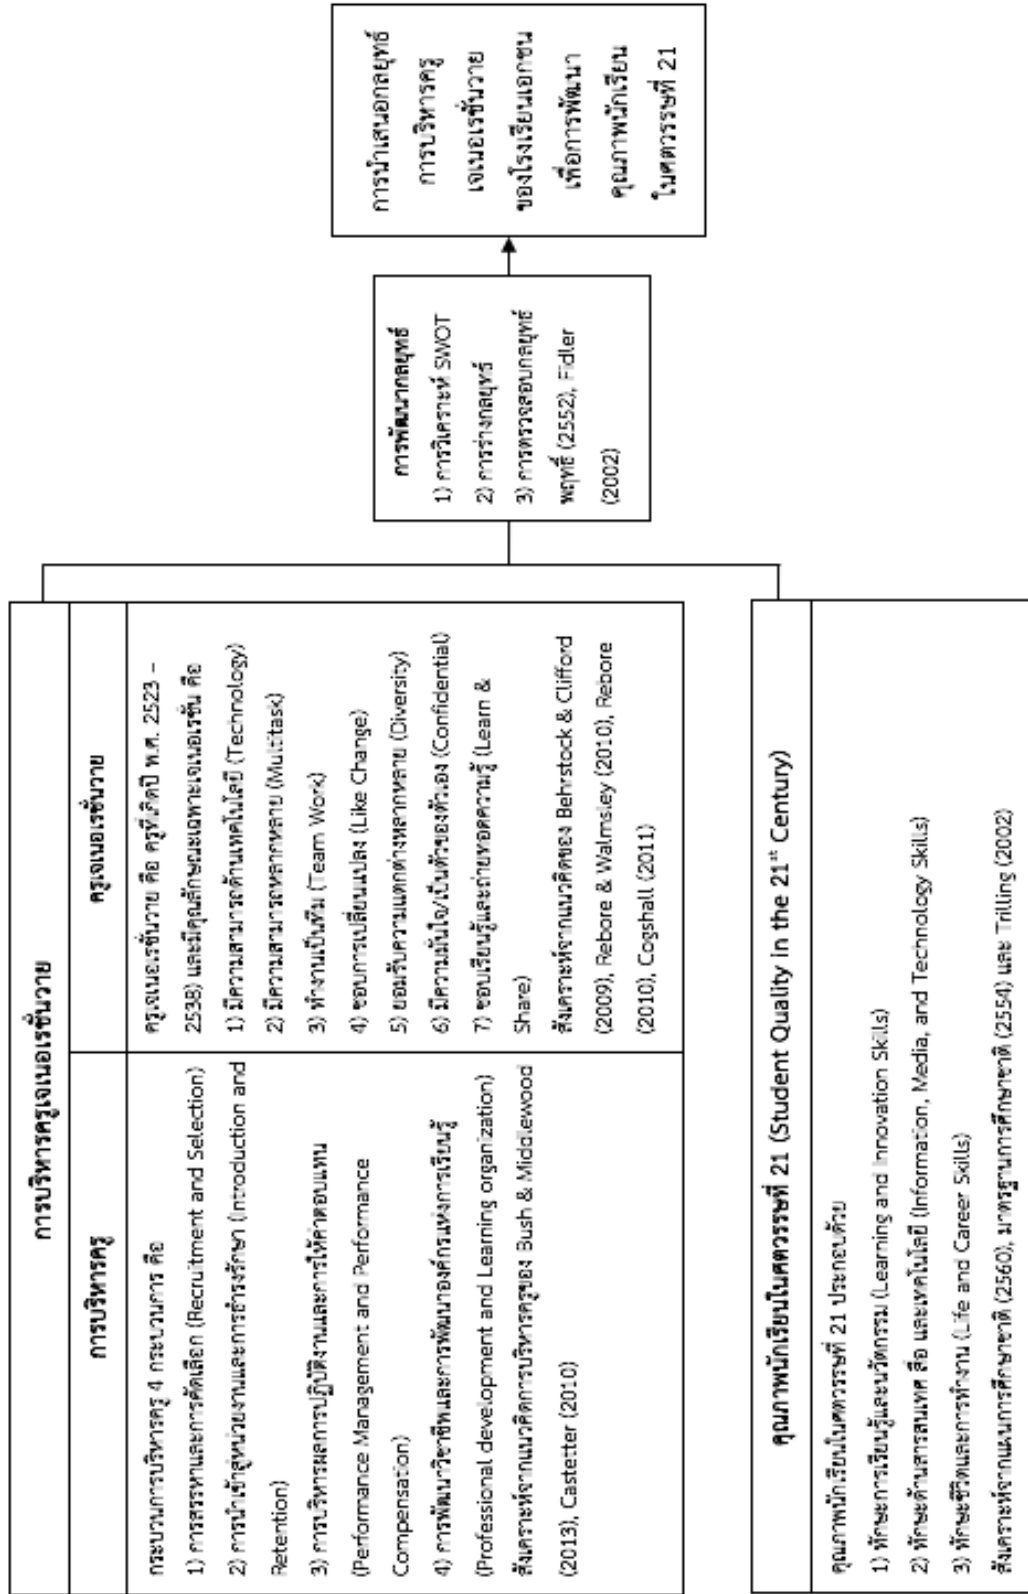 การบริหารครูเจเนอเรชั่นวาย
การบริหารครู
กระบวนการบริหารครู 4 กระบวนการ คือ
1) การสรรหาและการคัดเลือก (Recruitment and Selection)
2) การนำเข้าสู่หน่วยงานและการธำรงรักษา (Introduction and
Retention)
3) การบริหารผลการปฏิบัติงานและการให้ค่าตอบแทน
(Performance Management and Performance
Compensation)
4) การพัฒนาวิชาชีพและการพัฒนาองค์กรแห่งการเรียนรู้
(Professional development and Learning organization)
สังเคราะห์จากแนวคิดการบริหารครูของ Bush & Middlewood
(2013), Castetter (2010)
ครูเจเนอเรชั่นวาย
ครูเจเนอเรชั่นวาย คือ ครูที่เกิดปี พ.ศ. 2523 –
2538) และมีคุณลักษณะเฉพาะเจเนอเรชั่น คือ
1) มีความสามารถด้านเทคโนโลยี (Technology)
2) มีความสามารถหลากหลาย (Multitask)
3) ทำงานเป็นทีม (Team Work)
4) ชอบการเปลี่ยนแปลง (Like Change)
5) ยอมรับความแตกต่างหลากหลาย (Diversity)
6) มีความมั่นใจ/เป็นตัวของตัวเอง (Confidential)
7) ชอบเรียนรู้และถ่ายทอดความรู้ (Learn &
Share)
สังเคราะห์จากแนวคิดของ Behrstock & Clifford
(2009), Rebore & Walmsley (2010), Rebore
(2010), Cogshall (2011)
คุณภาพนักเรียนในศตวรรษที่ 21 (Student Quality in the 21st Century)
คุณภาพนักเรียนในศตวรรษที่ 21 ประกอบด้วย
1) ทักษะการเรียนรู้และนวัตกรรม (Learning and Innovation Skills)
2) ทักษะด้านสารสนเทศ สื่อ และเทคโนโลยี (Information, Media, and Technology Skills)
3) ทักษะชีวิตและการทำงาน (Life and Career Skills)
สังเคราะห์จากแผนการศึกษาชาติ (2560), มาตรฐานการศึกษาชาติ (2554) และ Trilling (2002)
การพัฒนากลยุทธ์
1) การวิเคราะห์ SWOT
2) การร่างกลยุทธ์
3) การตรวจสอบกลยุทธ์
พฤทธิ์ (2552), Fidler
(2002)
การนำเสนอกลยุทธ์
การบริหารครู
เจเนอเรชั่นวาย
ของโรงเรียนเอกชน
เพื่อการพัฒนา
คุณภาพนักเรียน
ในศตวรรษที่ 21